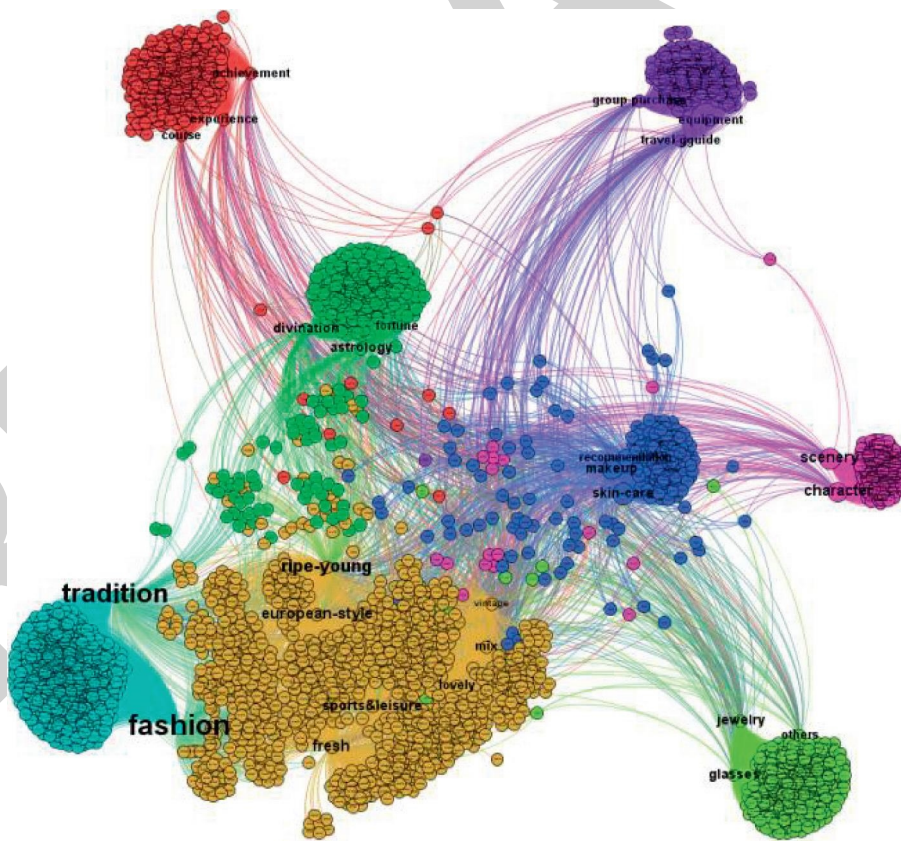 achievement
experience
course
group-purchase
equipment
travel-gguide
divination
fortune
astrology
recommendation
makeup
skin-care
scenery
character
tradition
fashion
ripe-young
european-style
vintage
mix
lovely
sports&leisure
fresh
jewelry
others
glasses